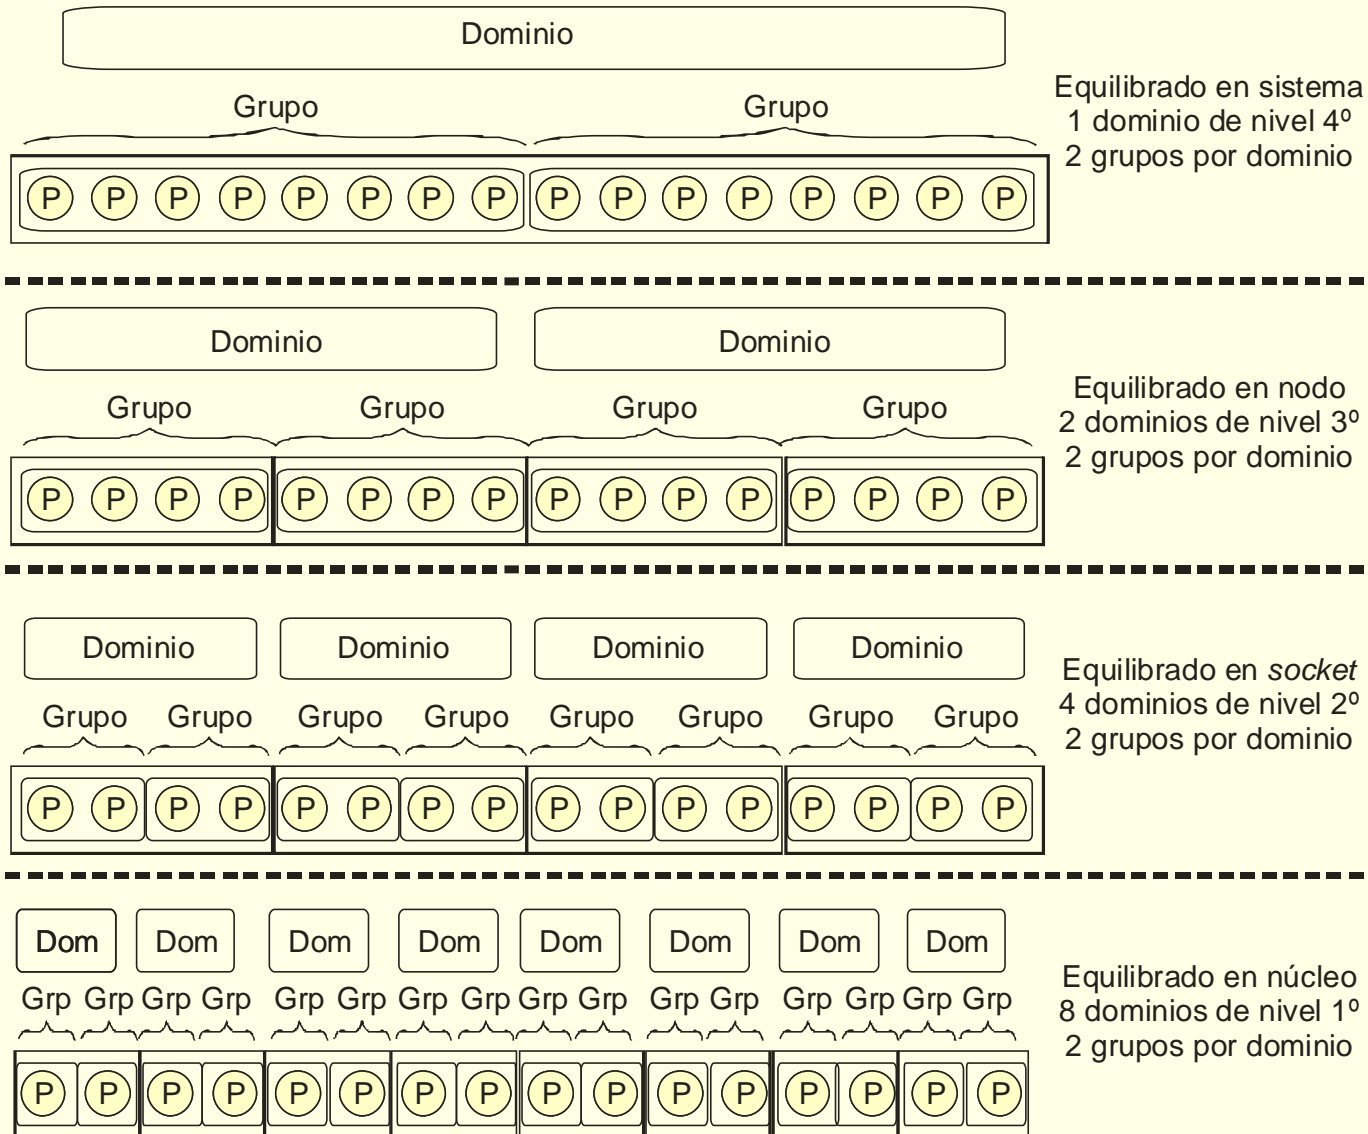 Dominio
Grupo Grupo
P P P P P P P P P P P P P P P P
Equilibrado en sistema
1 dominio de nivel 4º
2 grupos por dominio
Dominio Dominio
Grupo Grupo Grupo Grupo
P P P P P P P P P P P P P P P P
Equilibrado en nodo
2 dominios de nivel 3º
2 grupos por dominio
Dominio Dominio Dominio Dominio
Grupo Grupo Grupo Grupo Grupo Grupo Grupo Grupo
P P P P P P P P P P P P P P P P
Equilibrado en socket
4 dominios de nivel 2º
2 grupos por dominio
Dom Dom Dom Dom Dom Dom Dom Dom
Grp Grp Grp Grp Grp Grp Grp Grp Grp Grp Grp Grp Grp Grp Grp Grp
P P P P P P P P P P P P P P P P
Equilibrado en núcleo
8 dominios de nivel 1º
2 grupos por dominio